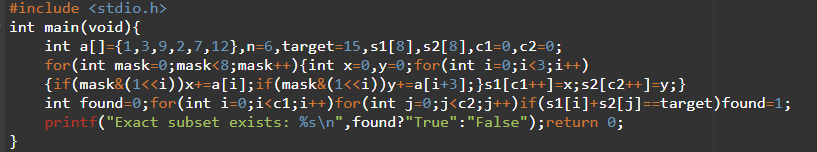 #include <stdio.h>
int main(void){
    int a[]={1,3,9,2,7,12},n=6,target=15,s1[8],s2[8],c1=0,c2=0;
    for(int mask=0;mask<8;mask++){int x=0,y=0;for(int i=0;i<3;i++)
    {if(mask&(1<<i))x+=a[i];if(mask&(1<<i))y+=a[i+3];}s1[c1++]=x;s2[c2++]=y;}
    int found=0;for(int i=0;i<c1;i++)for(int j=0;j<c2;j++)if(s1[i]+s2[j]==target)found=1;
    printf("Exact subset exists: %s\n",found?"True":"False");return 0;
}